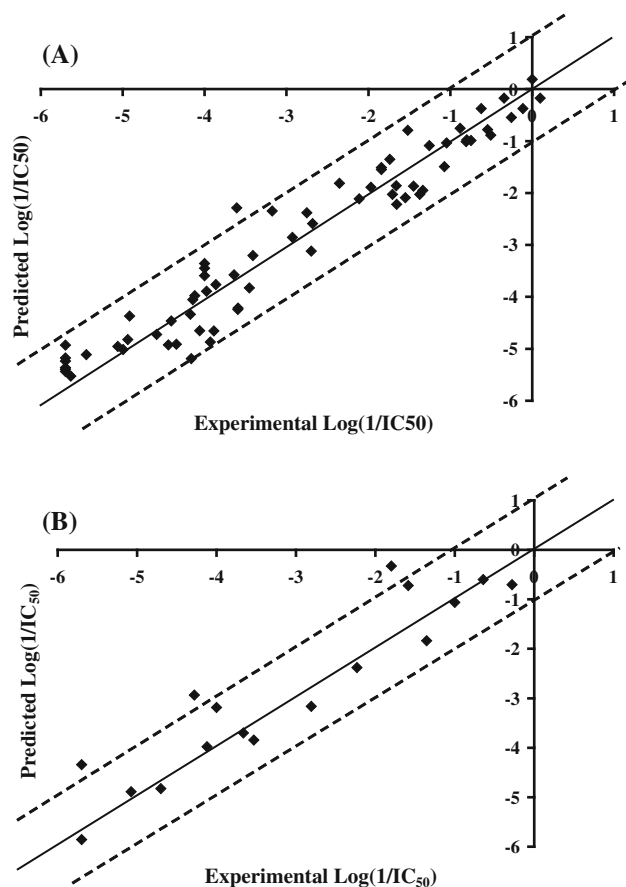 (A)
1
0
-6 -5 -4 -3 -2 -1 0 1
-1
-2
-3
-4
-5
-6
Predicted Log(1/IC50)
Experimental Log(1/IC50)
(B)
1
0
-6 -5 -4 -3 -2 -1 0 1
-1
-2
-3
-4
-5
-6
Predicted Log(1/IC₅₀)
Experimental Log(1/IC₅₀)